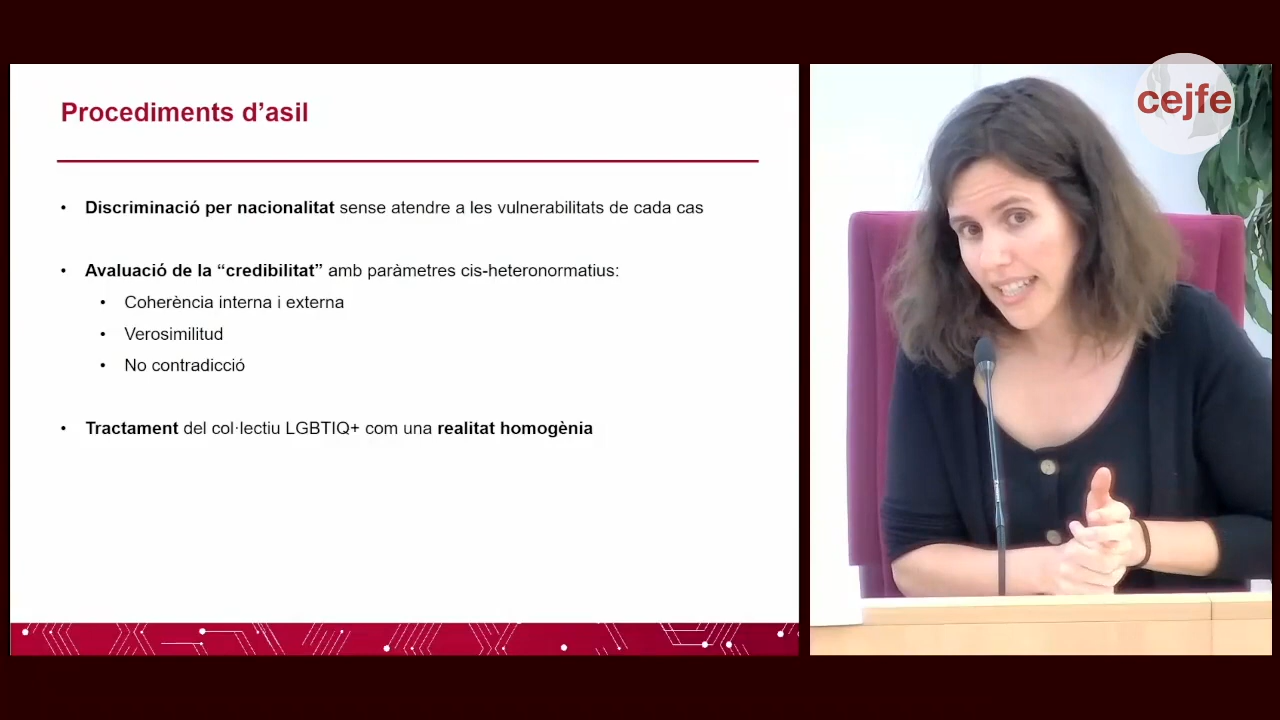 cejfe
Procediments d’asil
• Discriminació per nacionalitat sense atendre a les vulnerabilitats de cada cas
• Avaluació de la “credibilitat” amb paràmetres cis-heteronormatius:
• Coherència interna i externa
• Verosimilitud
• No contradicció
• Tractament del col·lectiu LGBTIQ+ com una realitat homogènia